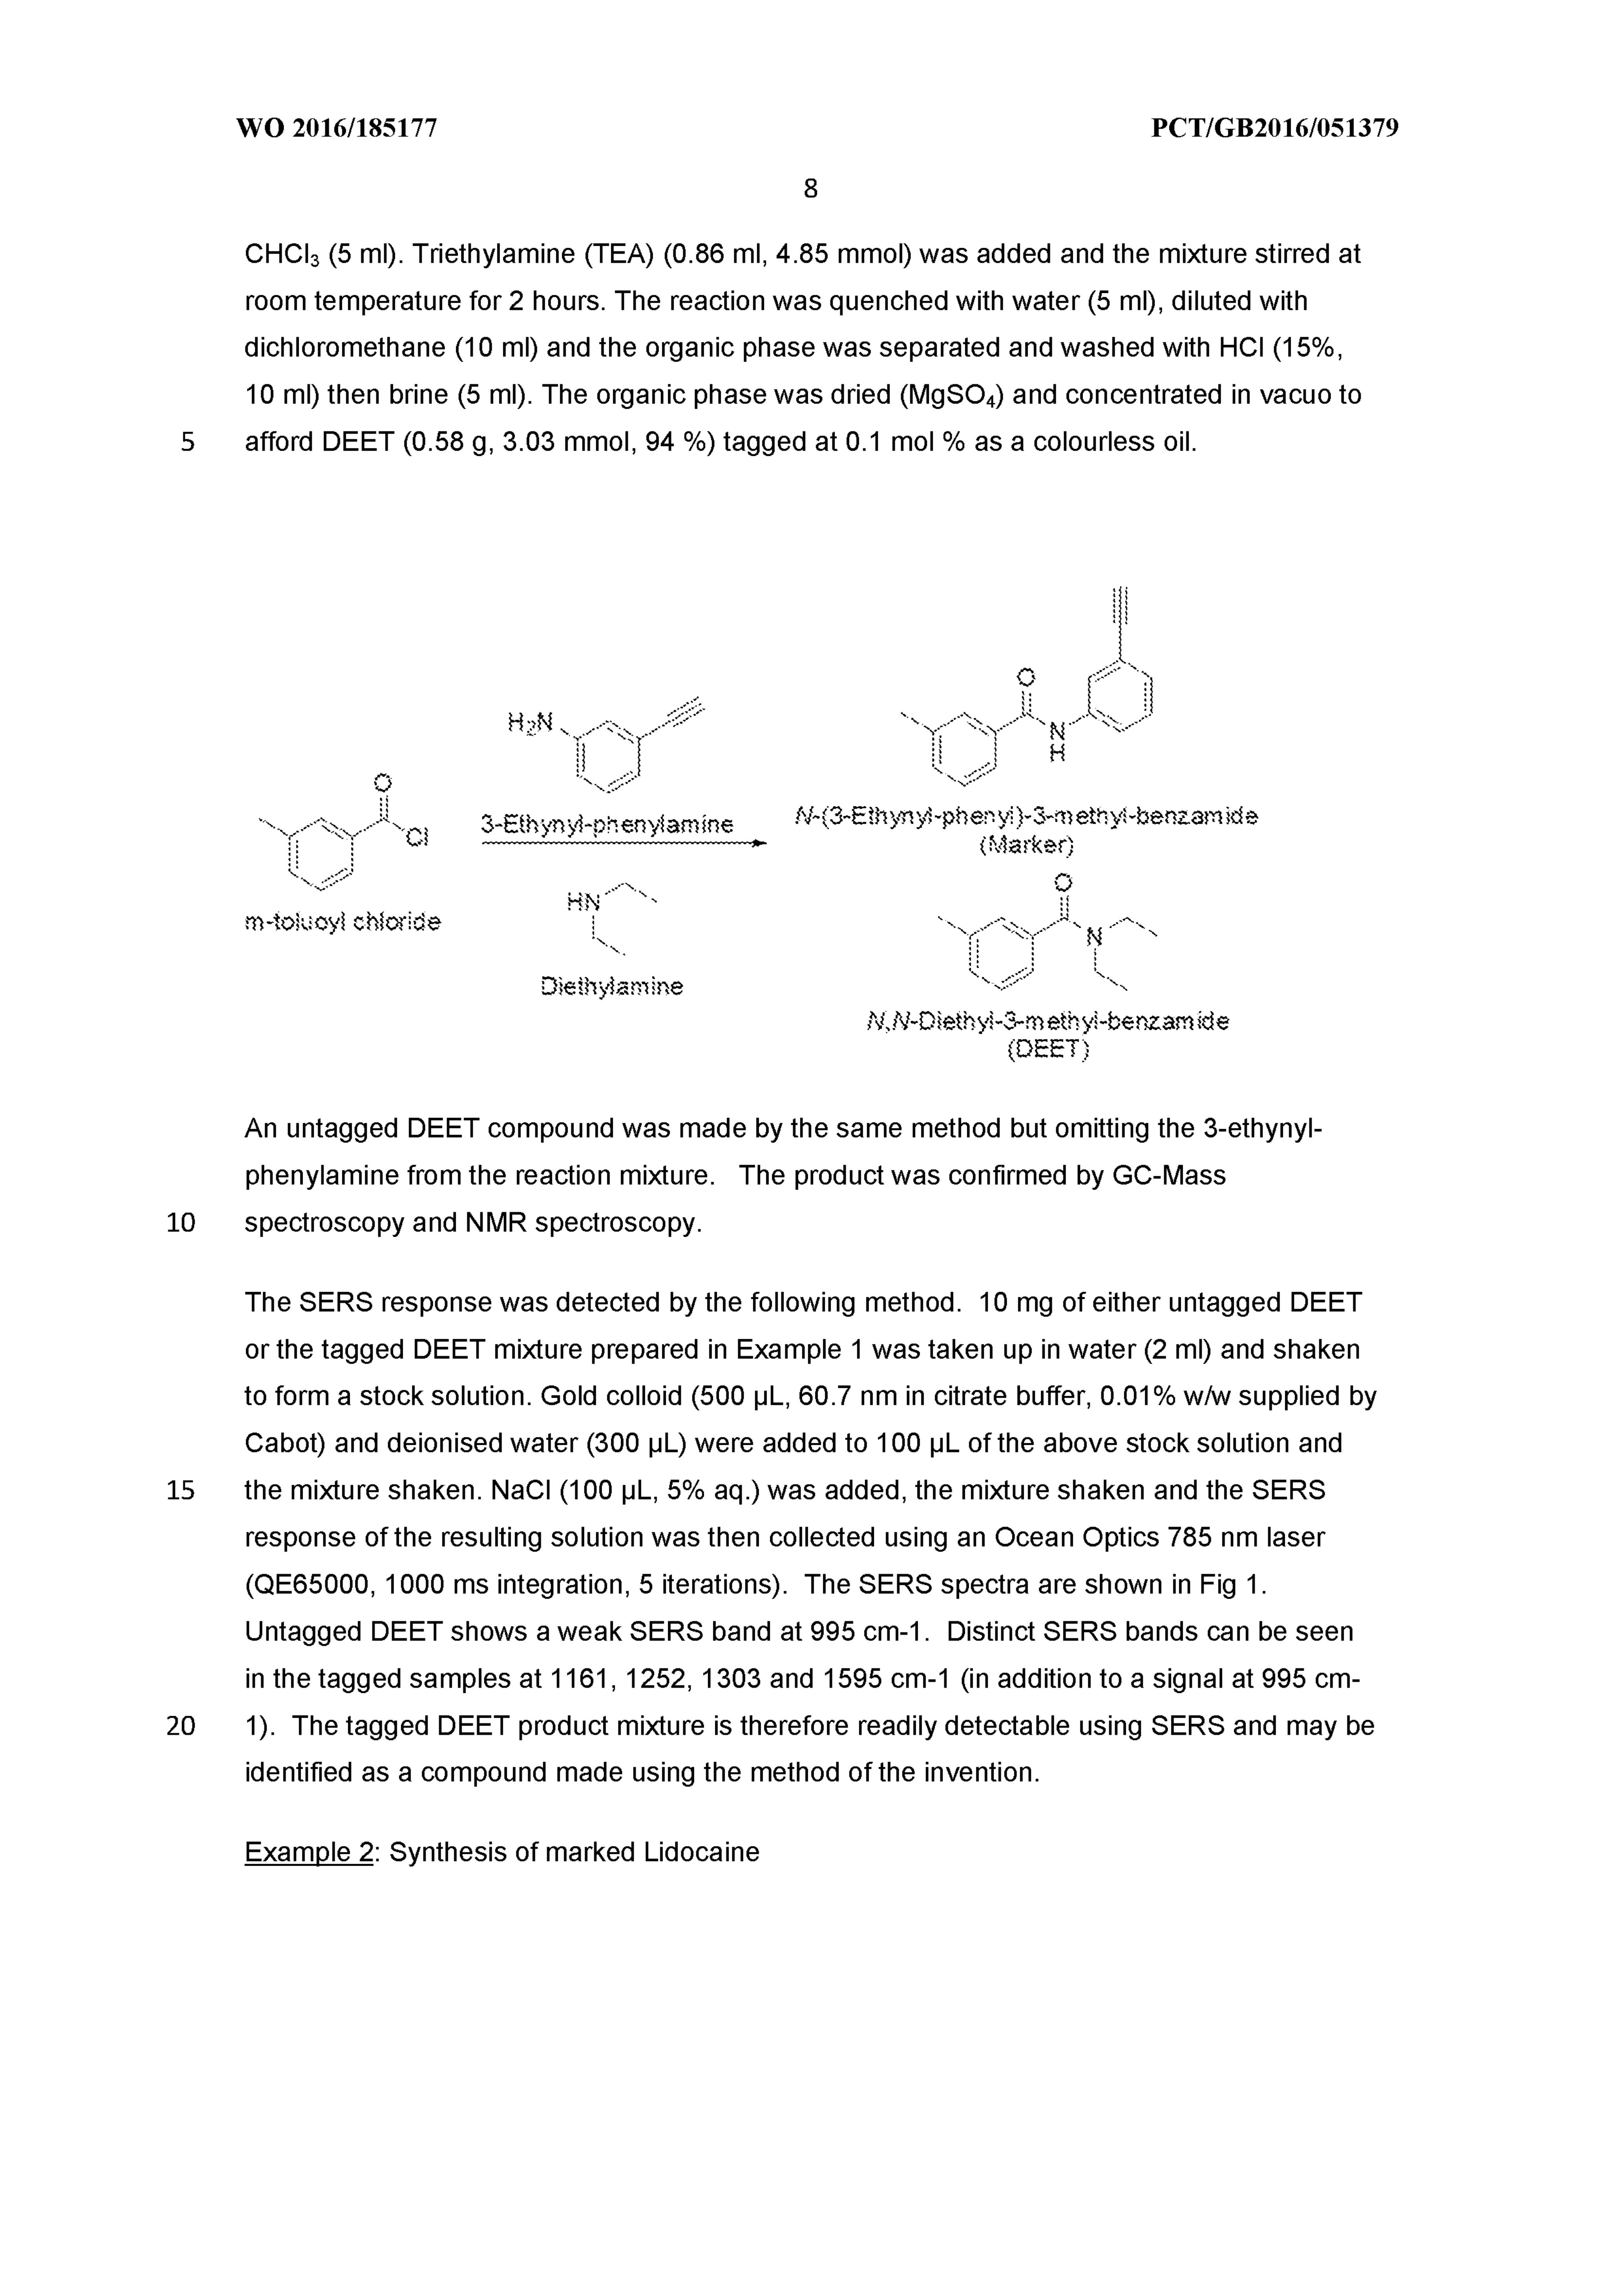 WO 2016/185177 PCT/GB2016/051379
8
CHCl3 (5 ml). Triethylamine (TEA) (0.86 ml, 4.85 mmol) was added and the mixture stirred at
room temperature for 2 hours. The reaction was quenched with water (5 ml), diluted with
dichloromethane (10 ml) and the organic phase was separated and washed with HCl (15%,
10 ml) then brine (5 ml). The organic phase was dried (MgSO4) and concentrated in vacuo to
5 afford DEET (0.58 g, 3.03 mmol, 94 %) tagged at 0.1 mol % as a colourless oil.
O
Cl
m-toluoyl chloride
H2N
3-Ethynyl-phenylamine
HN
Diethylamine
O
N
H
N-(3-Ethynyl-phenyl)-3-methyl-benzamide
(Marker)
O
N
N,N-Diethyl-3-methyl-benzamide
(DEET)
An untagged DEET compound was made by the same method but omitting the 3-ethynyl-
phenylamine from the reaction mixture. The product was confirmed by GC-Mass
10 spectroscopy and NMR spectroscopy.
The SERS response was detected by the following method. 10 mg of either untagged DEET
or the tagged DEET mixture prepared in Example 1 was taken up in water (2 ml) and shaken
to form a stock solution. Gold colloid (500 µL, 60.7 nm in citrate buffer, 0.01% w/w supplied by
Cabot) and deionised water (300 µL) were added to 100 µL of the above stock solution and
15 the mixture shaken. NaCl (100 µL, 5% aq.) was added, the mixture shaken and the SERS
response of the resulting solution was then collected using an Ocean Optics 785 nm laser
(QE65000, 1000 ms integration, 5 iterations). The SERS spectra are shown in Fig 1.
Untagged DEET shows a weak SERS band at 995 cm-1. Distinct SERS bands can be seen
in the tagged samples at 1161, 1252, 1303 and 1595 cm-1 (in addition to a signal at 995 cm-
20 1). The tagged DEET product mixture is therefore readily detectable using SERS and may be
identified as a compound made using the method of the invention.
Example 2: Synthesis of marked Lidocaine